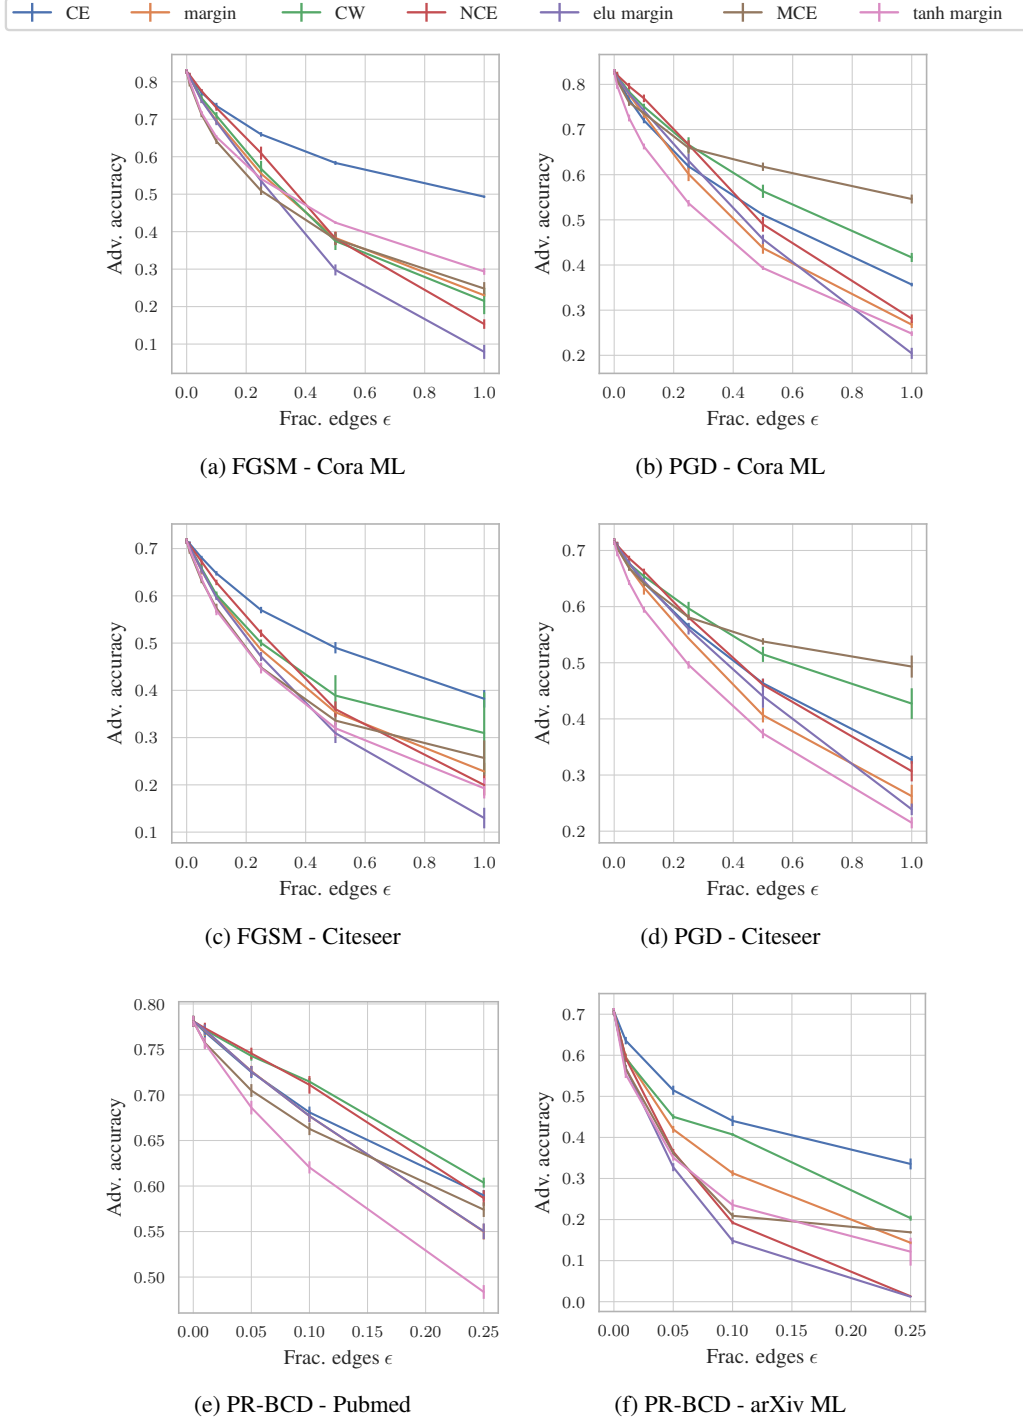 CE margin CW NCE elu margin MCE tanh margin
0.8
0.7
0.6
0.5
0.4
0.3
0.2
0.1
Adv. accuracy
0.0 0.2 0.4 0.6 0.8 1.0
Frac. edges ϵ
(a) FGSM - Cora ML
0.8
0.7
0.6
0.5
0.4
0.3
0.2
Adv. accuracy
0.0 0.2 0.4 0.6 0.8 1.0
Frac. edges ϵ
(b) PGD - Cora ML
0.7
0.6
0.5
0.4
0.3
0.2
0.1
Adv. accuracy
0.0 0.2 0.4 0.6 0.8 1.0
Frac. edges ϵ
(c) FGSM - Citeseer
0.7
0.6
0.5
0.4
0.3
0.2
Adv. accuracy
0.0 0.2 0.4 0.6 0.8 1.0
Frac. edges ϵ
(d) PGD - Citeseer
0.80
0.75
0.70
0.65
0.60
0.55
0.50
Adv. accuracy
0.00 0.05 0.10 0.15 0.20 0.25
Frac. edges ϵ
(e) PR-BCD - Pubmed
0.7
0.6
0.5
0.4
0.3
0.2
0.1
0.0
Adv. accuracy
0.00 0.05 0.10 0.15 0.20 0.25
Frac. edges ϵ
(f) PR-BCD - arXiv ML